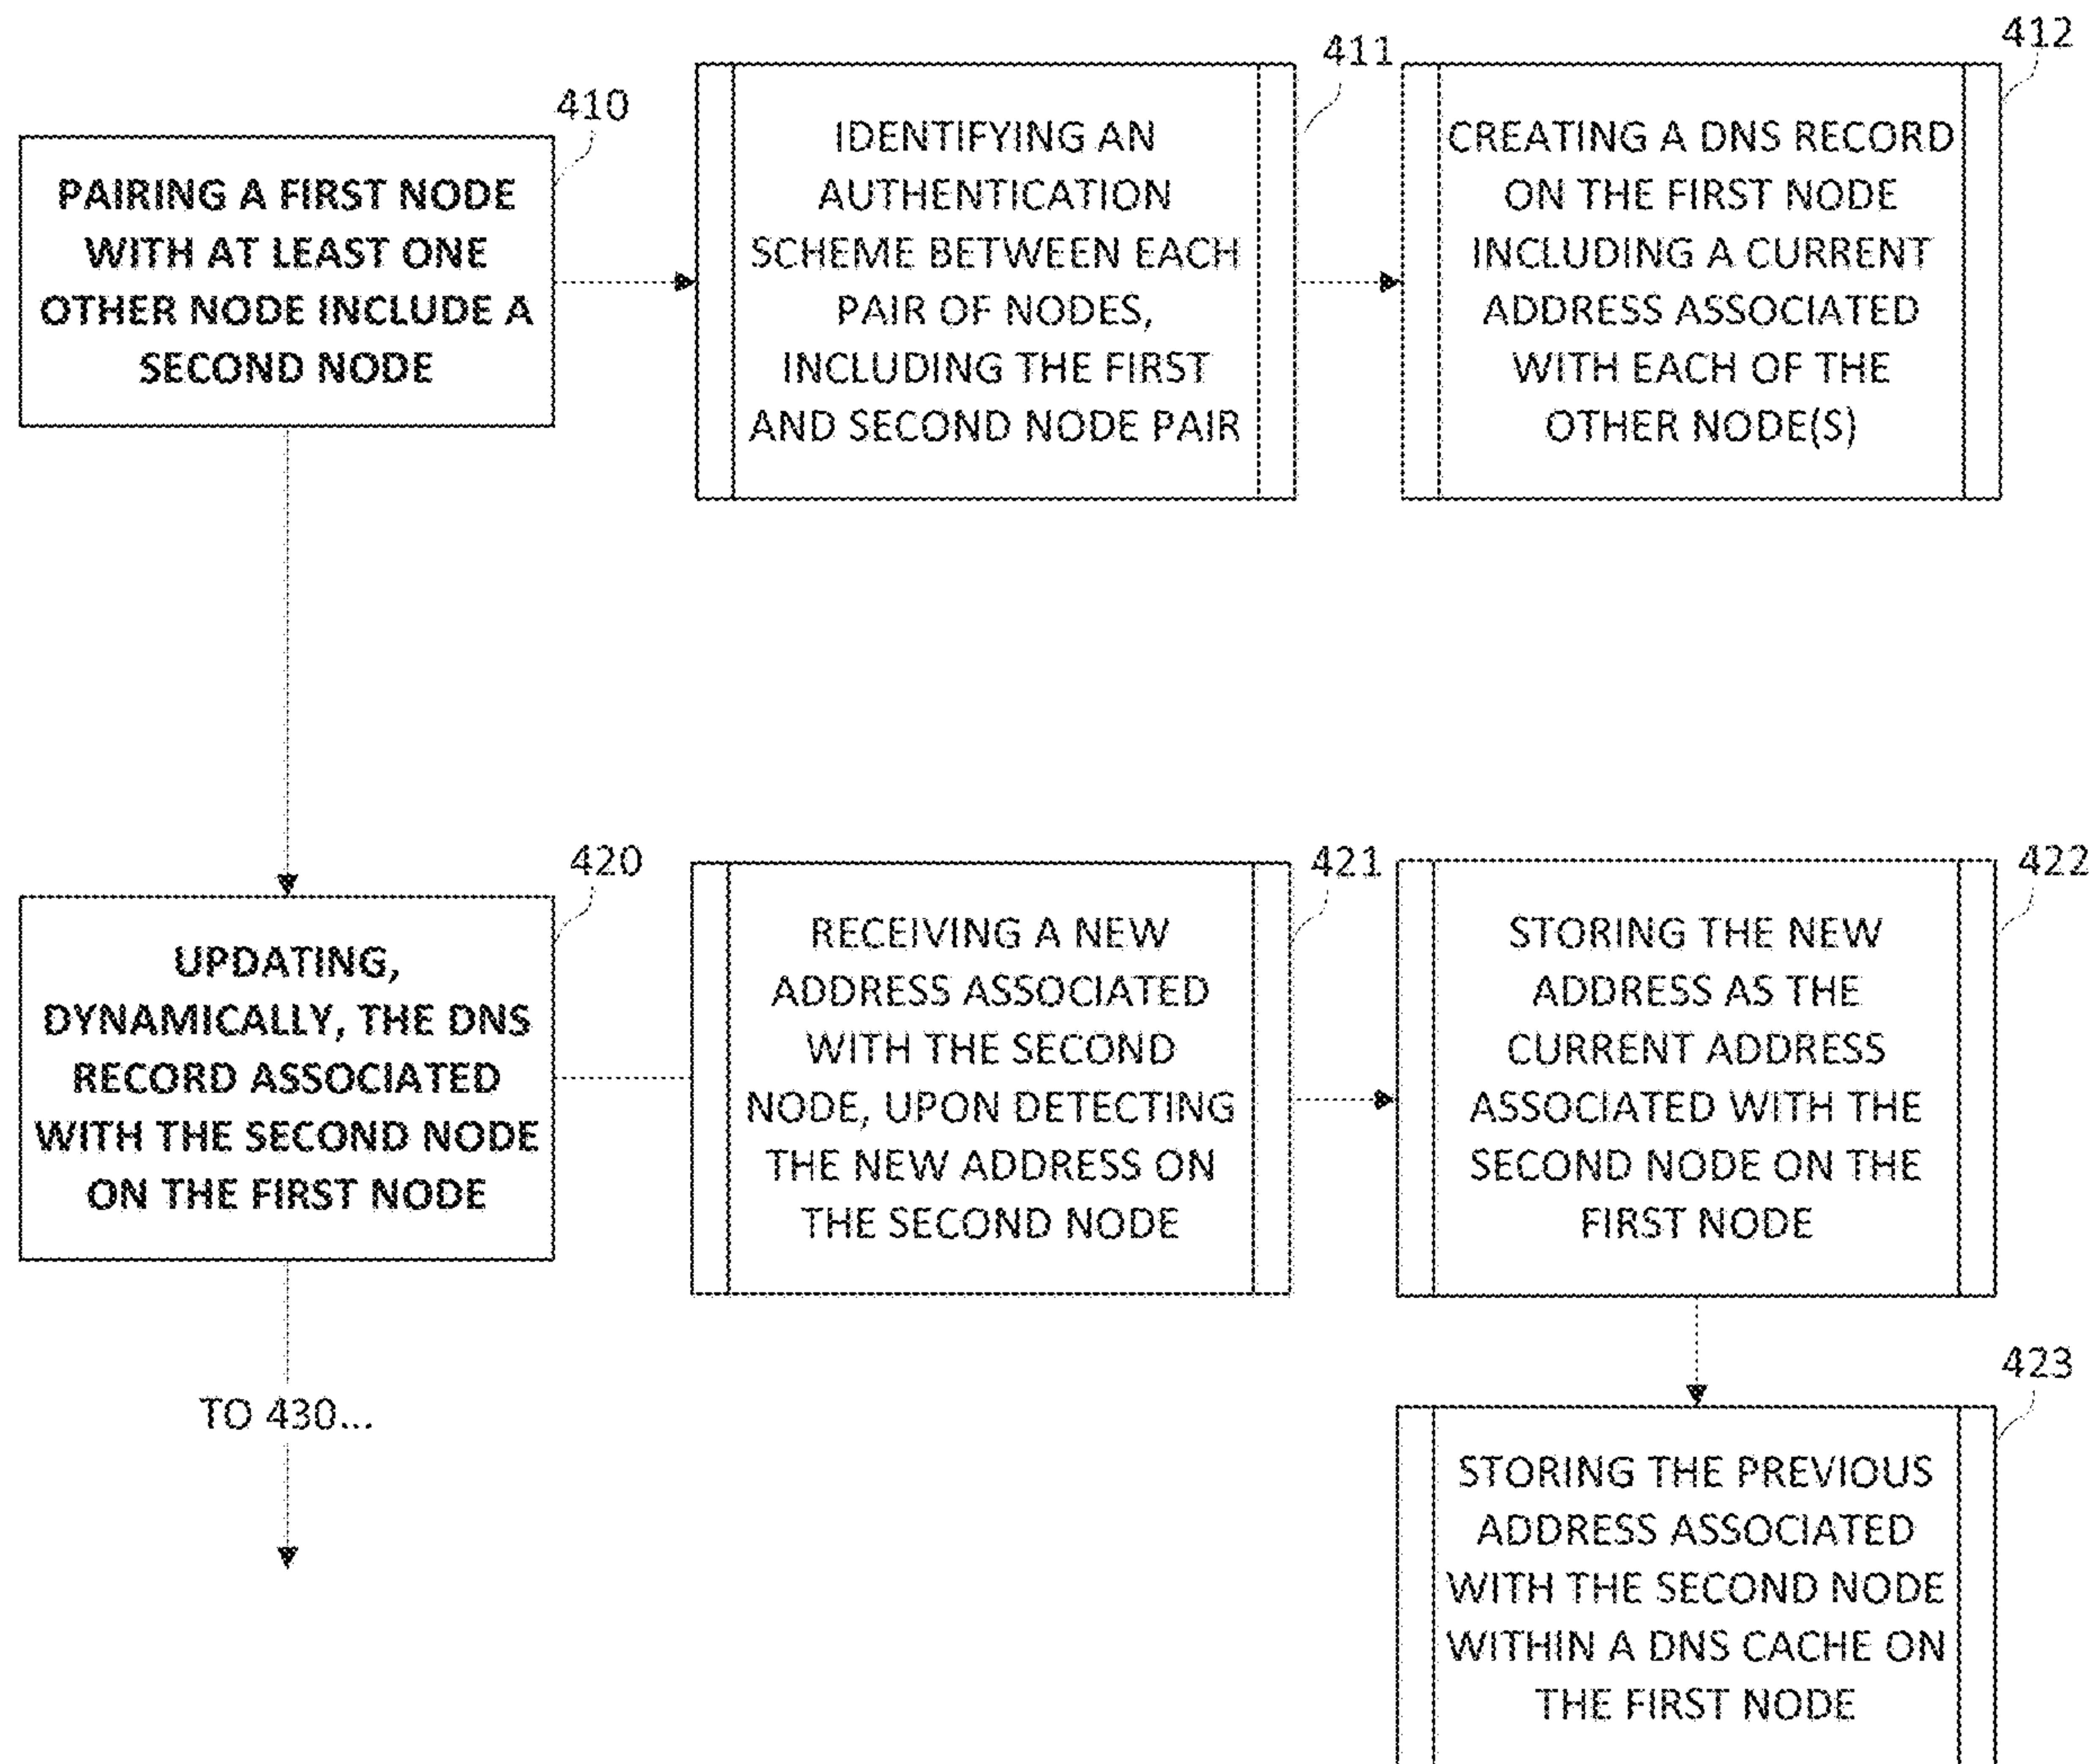 410
PAIRING A FIRST NODE
WITH AT LEAST ONE
OTHER NODE INCLUDE A
SECOND NODE
411
IDENTIFYING AN
AUTHENTICATION
SCHEME BETWEEN EACH
PAIR OF NODES,
INCLUDING THE FIRST
AND SECOND NODE PAIR
412
CREATING A DNS RECORD
ON THE FIRST NODE
INCLUDING A CURRENT
ADDRESS ASSOCIATED
WITH EACH OF THE
OTHER NODE(S)
420
UPDATING,
DYNAMICALLY, THE DNS
RECORD ASSOCIATED
WITH THE SECOND NODE
ON THE FIRST NODE
421
RECEIVING A NEW
ADDRESS ASSOCIATED
WITH THE SECOND
NODE, UPON DETECTING
THE NEW ADDRESS ON
THE SECOND NODE
422
STORING THE NEW
ADDRESS AS THE
CURRENT ADDRESS
ASSOCIATED WITH THE
SECOND NODE ON THE
FIRST NODE
TO 430...
423
STORING THE PREVIOUS
ADDRESS ASSOCIATED
WITH THE SECOND NODE
WITHIN A DNS CACHE ON
THE FIRST NODE